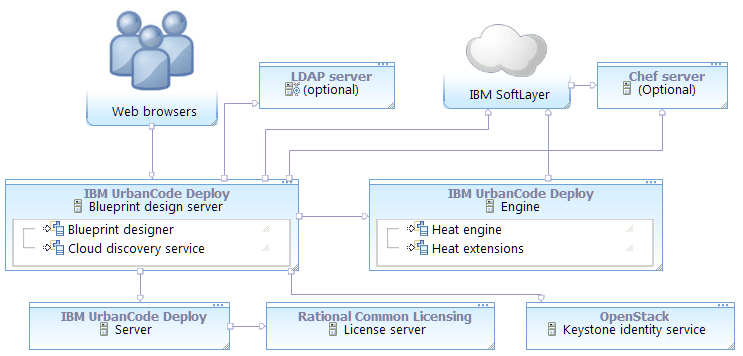 LDAP server
(optional)
Web browsers
IBM SoftLayer
Chef server
(Optional)
IBM UrbanCode Deploy
Blueprint design server
Blueprint designer
Cloud discovery service
IBM UrbanCode Deploy
Engine
Heat engine
Heat extensions
IBM UrbanCode Deploy
Server
Rational Common Licensing
License server
OpenStack
Keystone identity service